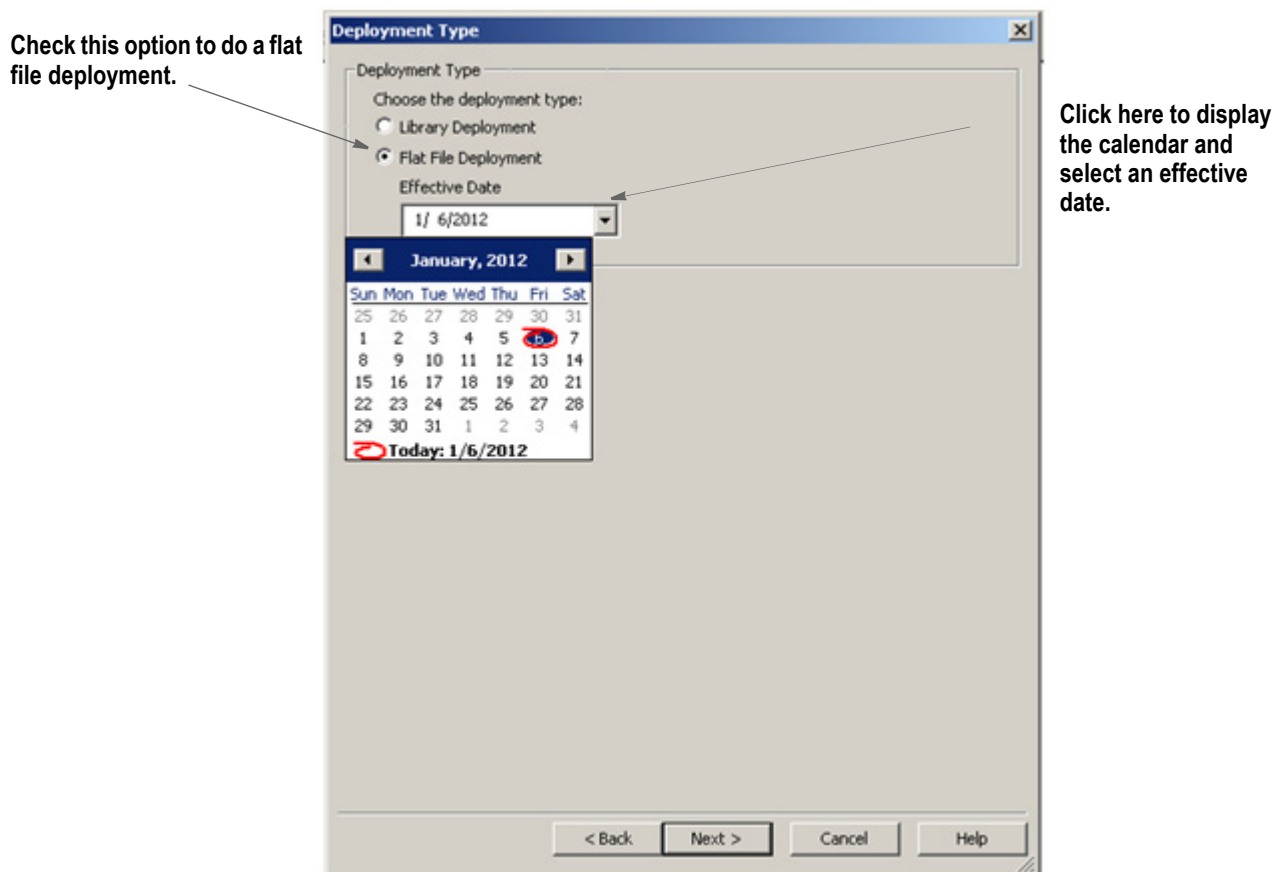 Check this option to do a flat
file deployment.
Deployment Type
Deployment Type
Choose the deployment type:
Library Deployment
Flat File Deployment
Effective Date
1/ 6/2012
January, 2012
Sun Mon Tue Wed Thu Fri Sat
25 26 27 28 29 30 31
1 2 3 4 5 6 7
8 9 10 11 12 13 14
15 16 17 18 19 20 21
22 23 24 25 26 27 28
29 30 31 1 2 3 4
Today: 1/6/2012
Click here to display
the calendar and
select an effective
date.
< Back Next > Cancel Help